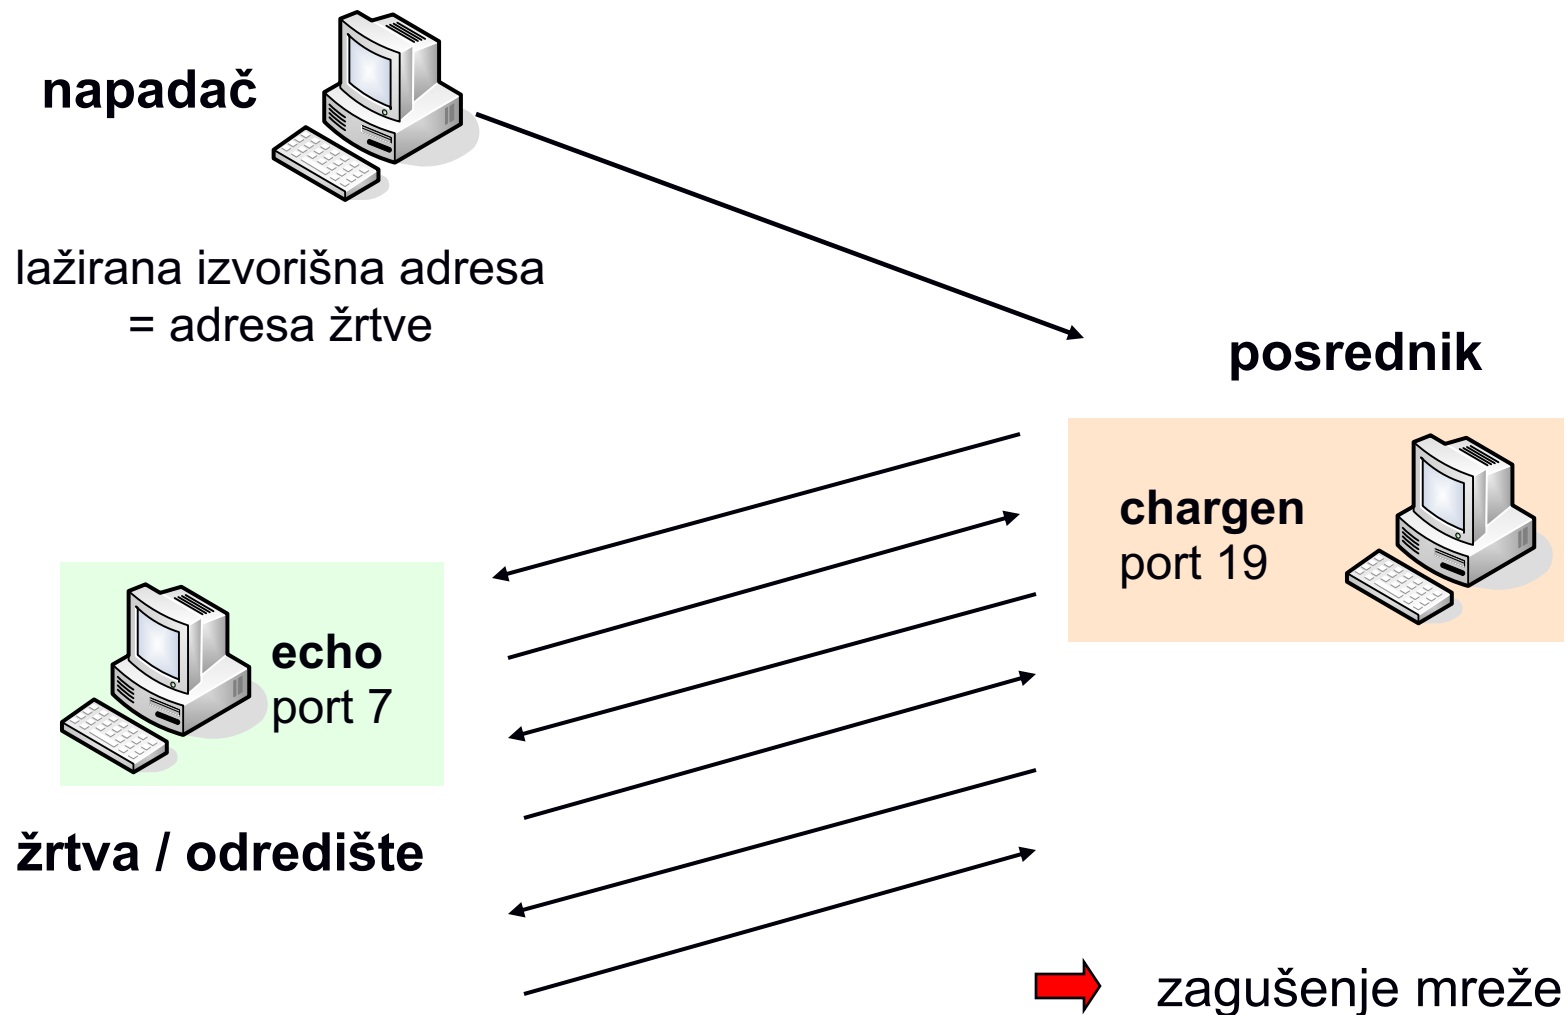 napadač
lažirana izvorišna adresa
= adresa žrtve
posrednik
chargen
port 19
echo
port 7
žrtva / odredište
zagušenje mreže